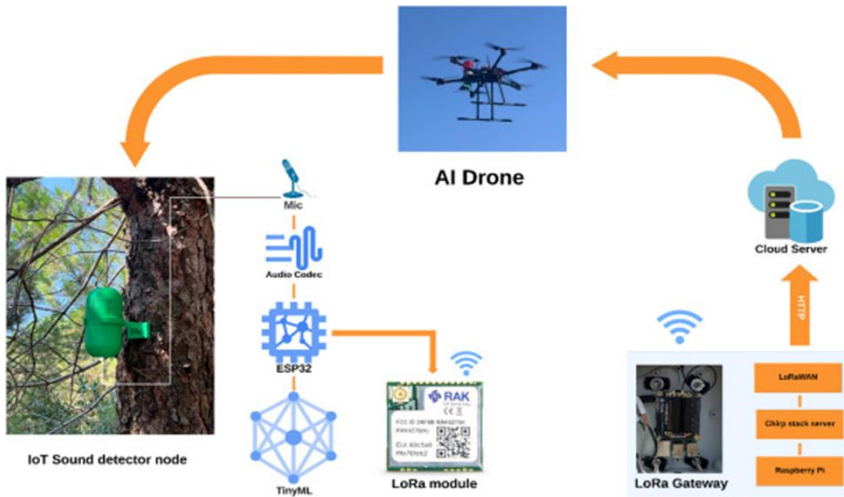 AI Drone
Mic
Audio Codec
ESP32
TinyML
IoT Sound detector node
RAK
LoRa module
Cloud Server
HTTP
LoRaWAN
Chirp stack server
Raspberry Pi
LoRa Gateway